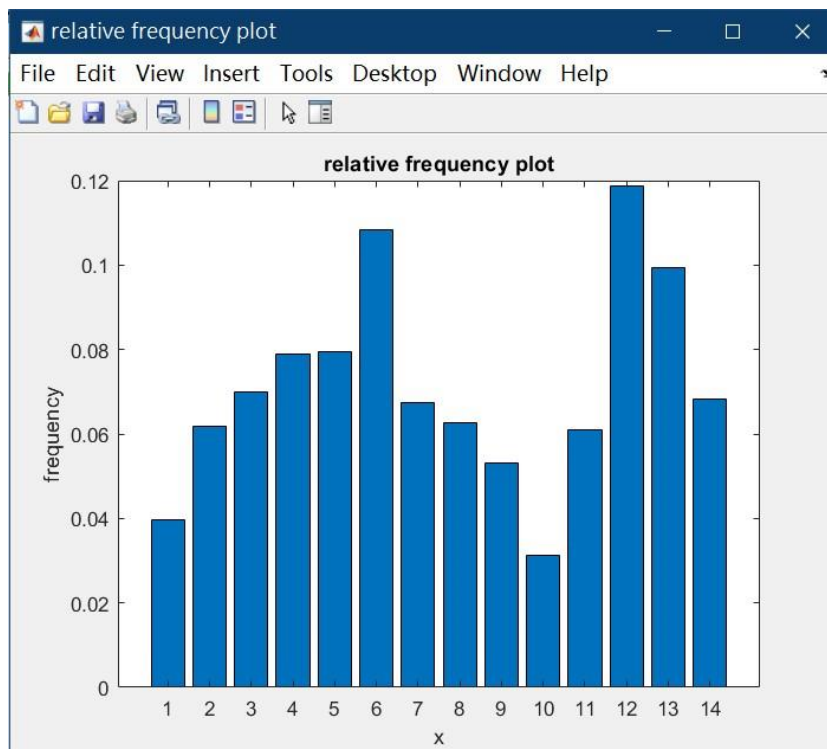 relative frequency plot
File Edit View Insert Tools Desktop Window Help
relative frequency plot
0.12
0.1
0.08
0.06
0.04
0.02
0
frequency
1 2 3 4 5 6 7 8 9 10 11 12 13 14
x